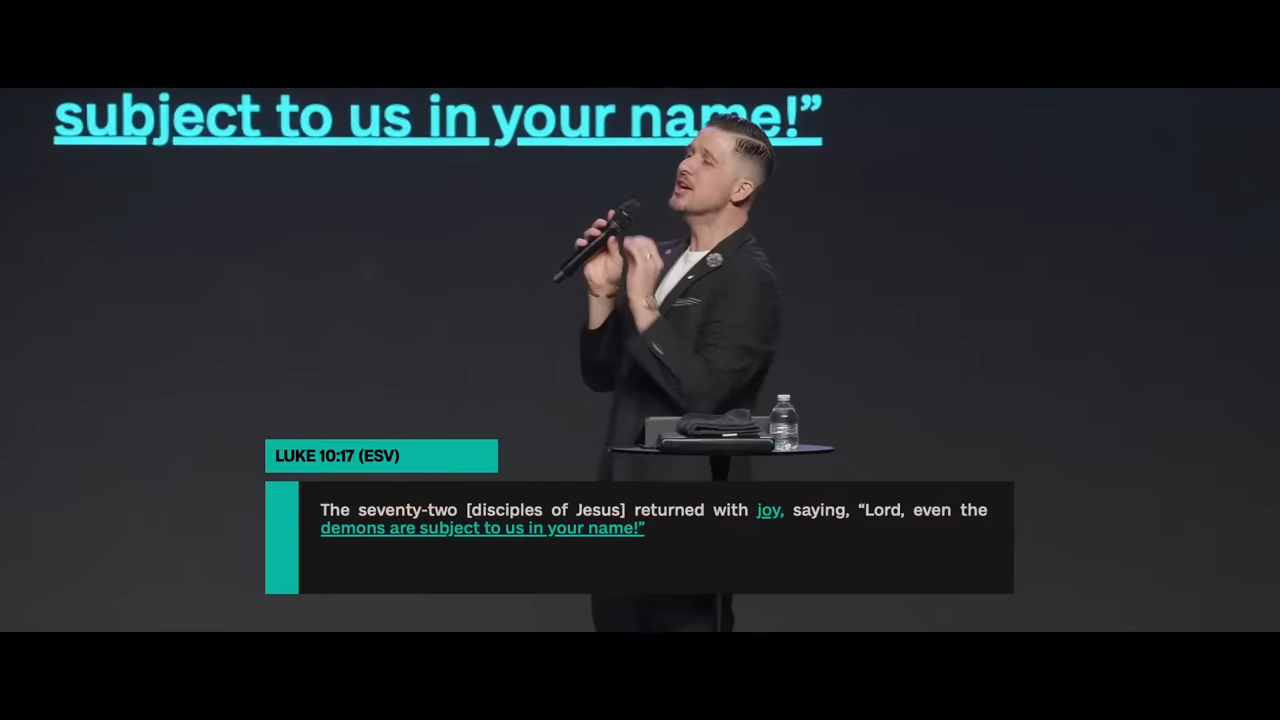 subject to us in your name!”
LUKE 10:17 (ESV)
The seventy-two [disciples of Jesus] returned with joy, saying, “Lord, even the
demons are subject to us in your name!”